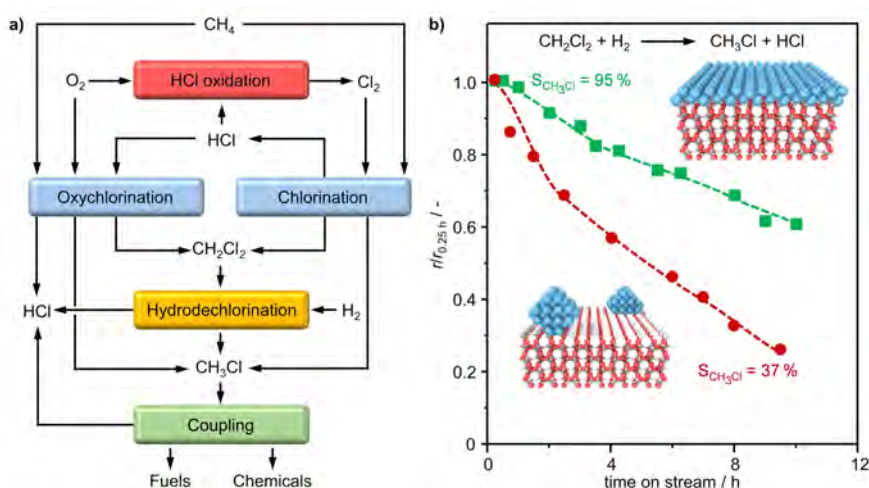 a)
CH4
O2
HCl oxidation
Cl2
HCl
Oxychlorination
Chlorination
CH2Cl2
HCl
Hydrodechlorination
H2
CH3Cl
Coupling
Fuels
Chemicals
b)
CH2Cl2 + H2 → CH3Cl + HCl
SCH3Cl = 95 %
SCH3Cl = 37 %
r/r0.25 h / -
1.0
0.8
0.6
0.4
0.2
0
0
4
8
12
time on stream / h